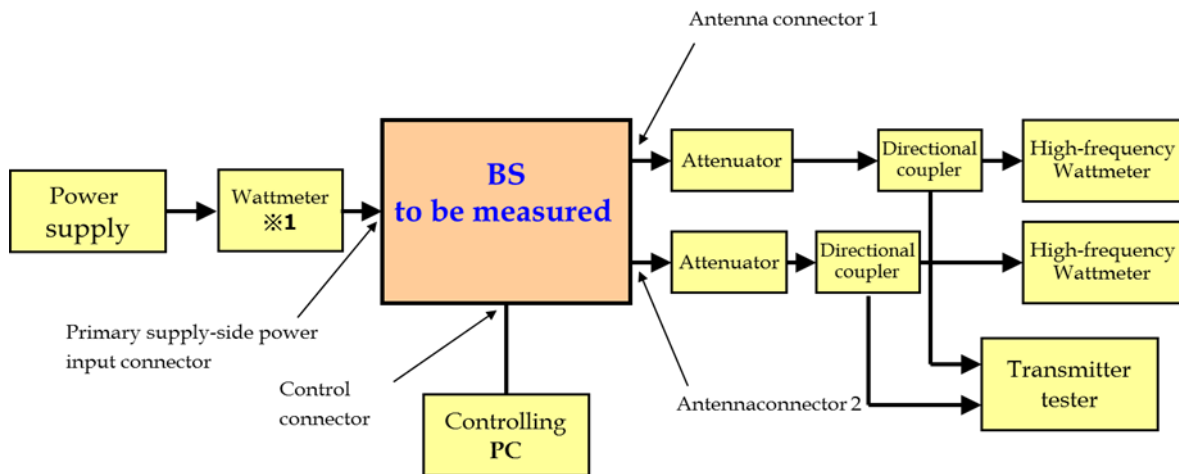 Antenna connector 1
Power
supply
Wattmeter
※1
BS
to be measured
Attenuator
Directional
coupler
High-frequency
Wattmeter
Attenuator
Directional
coupler
High-frequency
Wattmeter
Primary supply-side power
input connector
Control
connector
Controlling
PC
Antennaconnector 2
Transmitter
tester